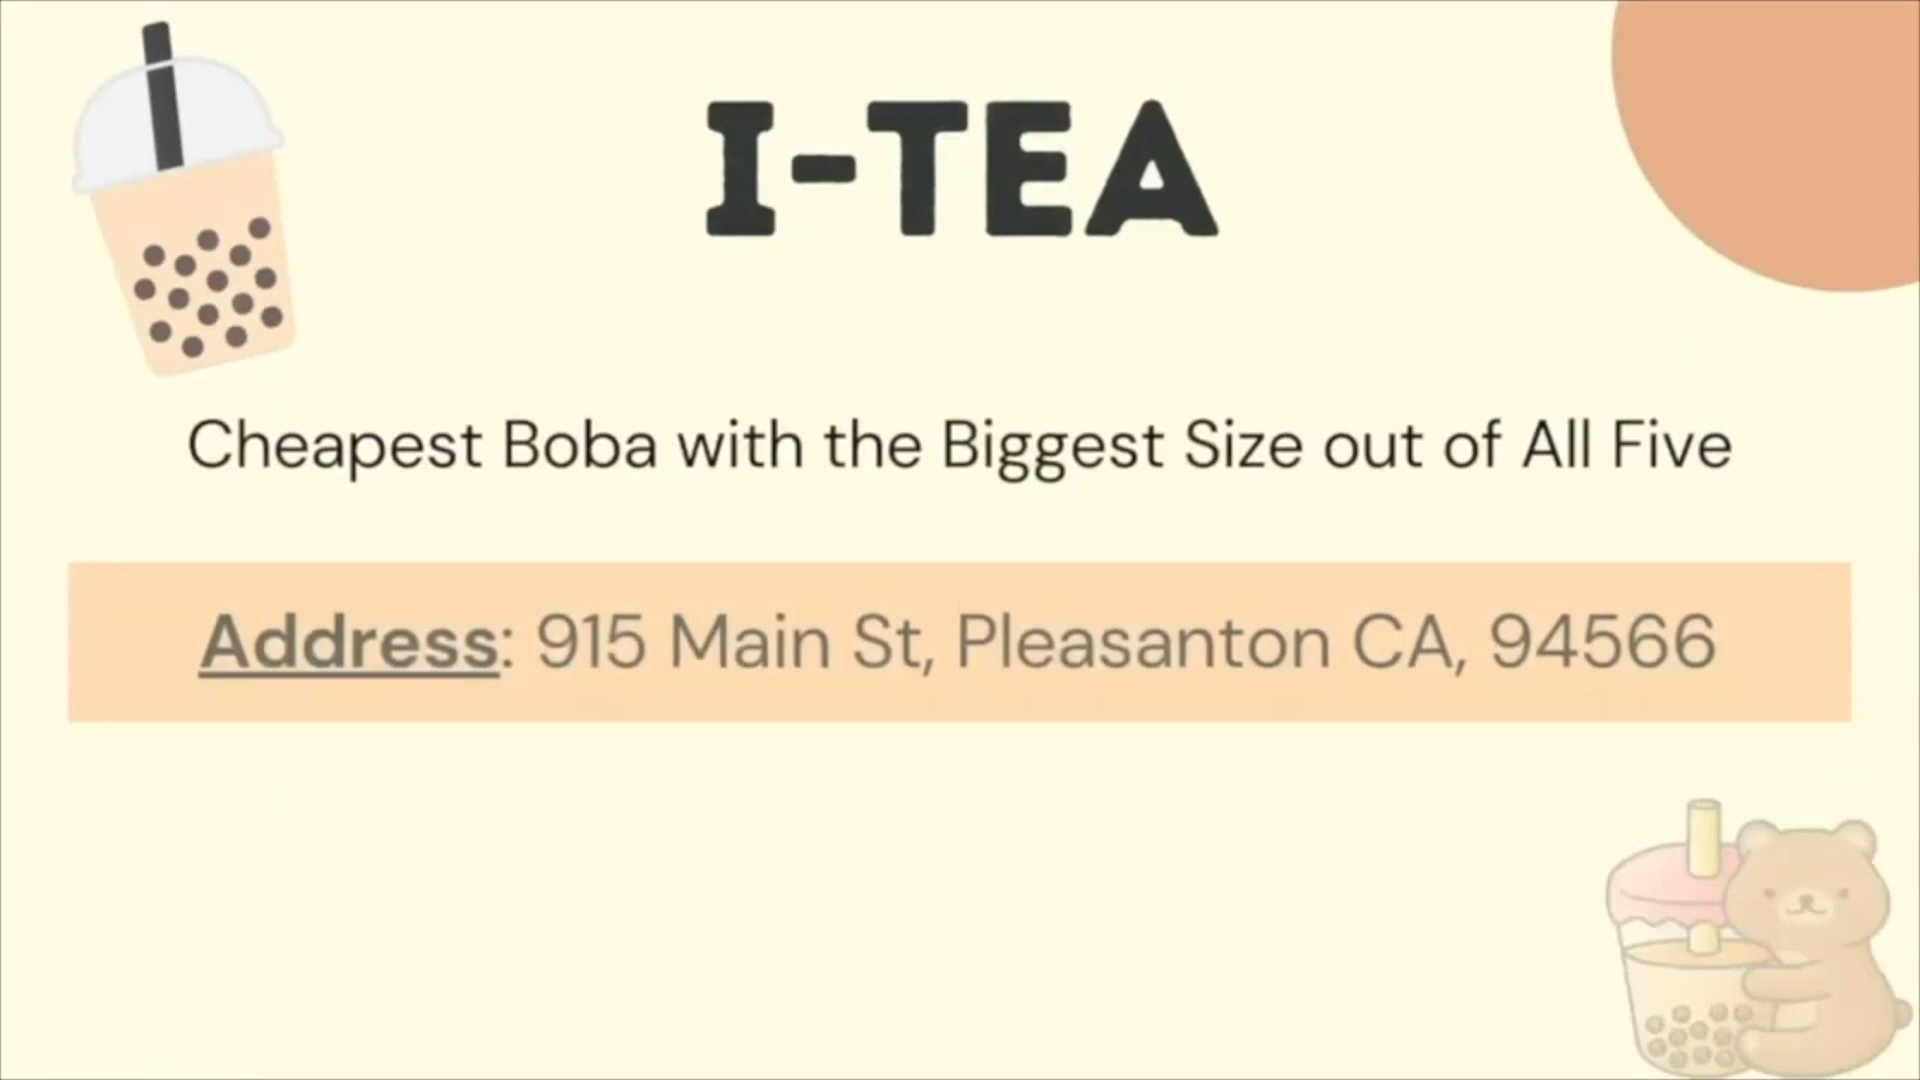 I-TEA
Cheapest Boba with the Biggest Size out of All Five
Address: 915 Main St, Pleasanton CA, 94566